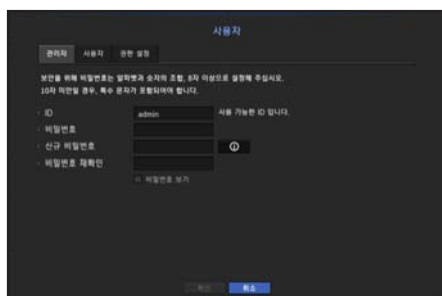 사용자
관리자 사용자 권한 설정
보안을 위해 비밀번호는 알파벳과 숫자의 조합, 8자 이상으로 설정해 주십시오.
10자 미만일 경우, 특수 문자가 포함되어야 합니다.
ID admin 사용 가능한 ID 입니다.
비밀번호
신규 비밀번호
비밀번호 재확인
비밀번호 보기
확인 취소